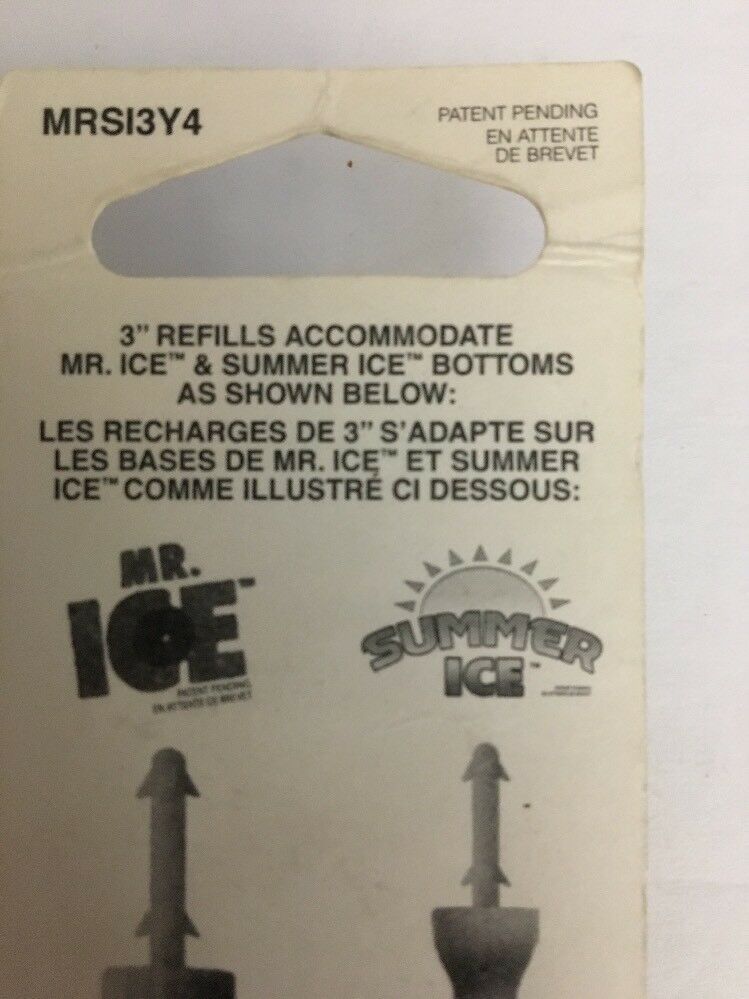 MRSI3Y4
PATENT PENDING
EN ATTENTE
DE BREVET
3" REFILLS ACCOMMODATE
MR. ICE™ & SUMMER ICE™ BOTTOMS
AS SHOWN BELOW:
LES RECHARGES DE 3" S'ADAPTE SUR
LES BASES DE MR. ICE™ ET SUMMER
ICE™ COMME ILLUSTRÉ CI DESSOUS:
MR.
ICE™
PATENT PENDING
EN ATTENTE DE BREVET
SUMMER
ICE™